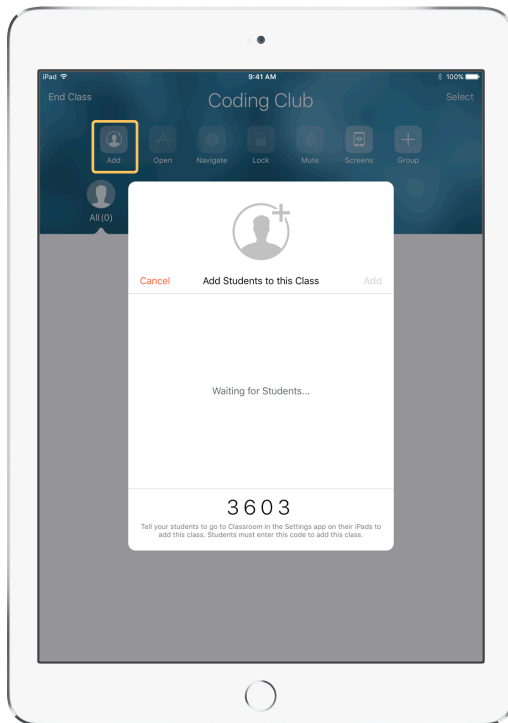 iPad 9:41 AM 100%
End Class Coding Club Select
Add Open Navigate Lock Mute Screens Group
All (0)
Cancel Add Students to this Class Add
Waiting for Students...
3603
Tell your students to go to Classroom in the Settings app on their iPads to
add this class. Students must enter this code to add this class.